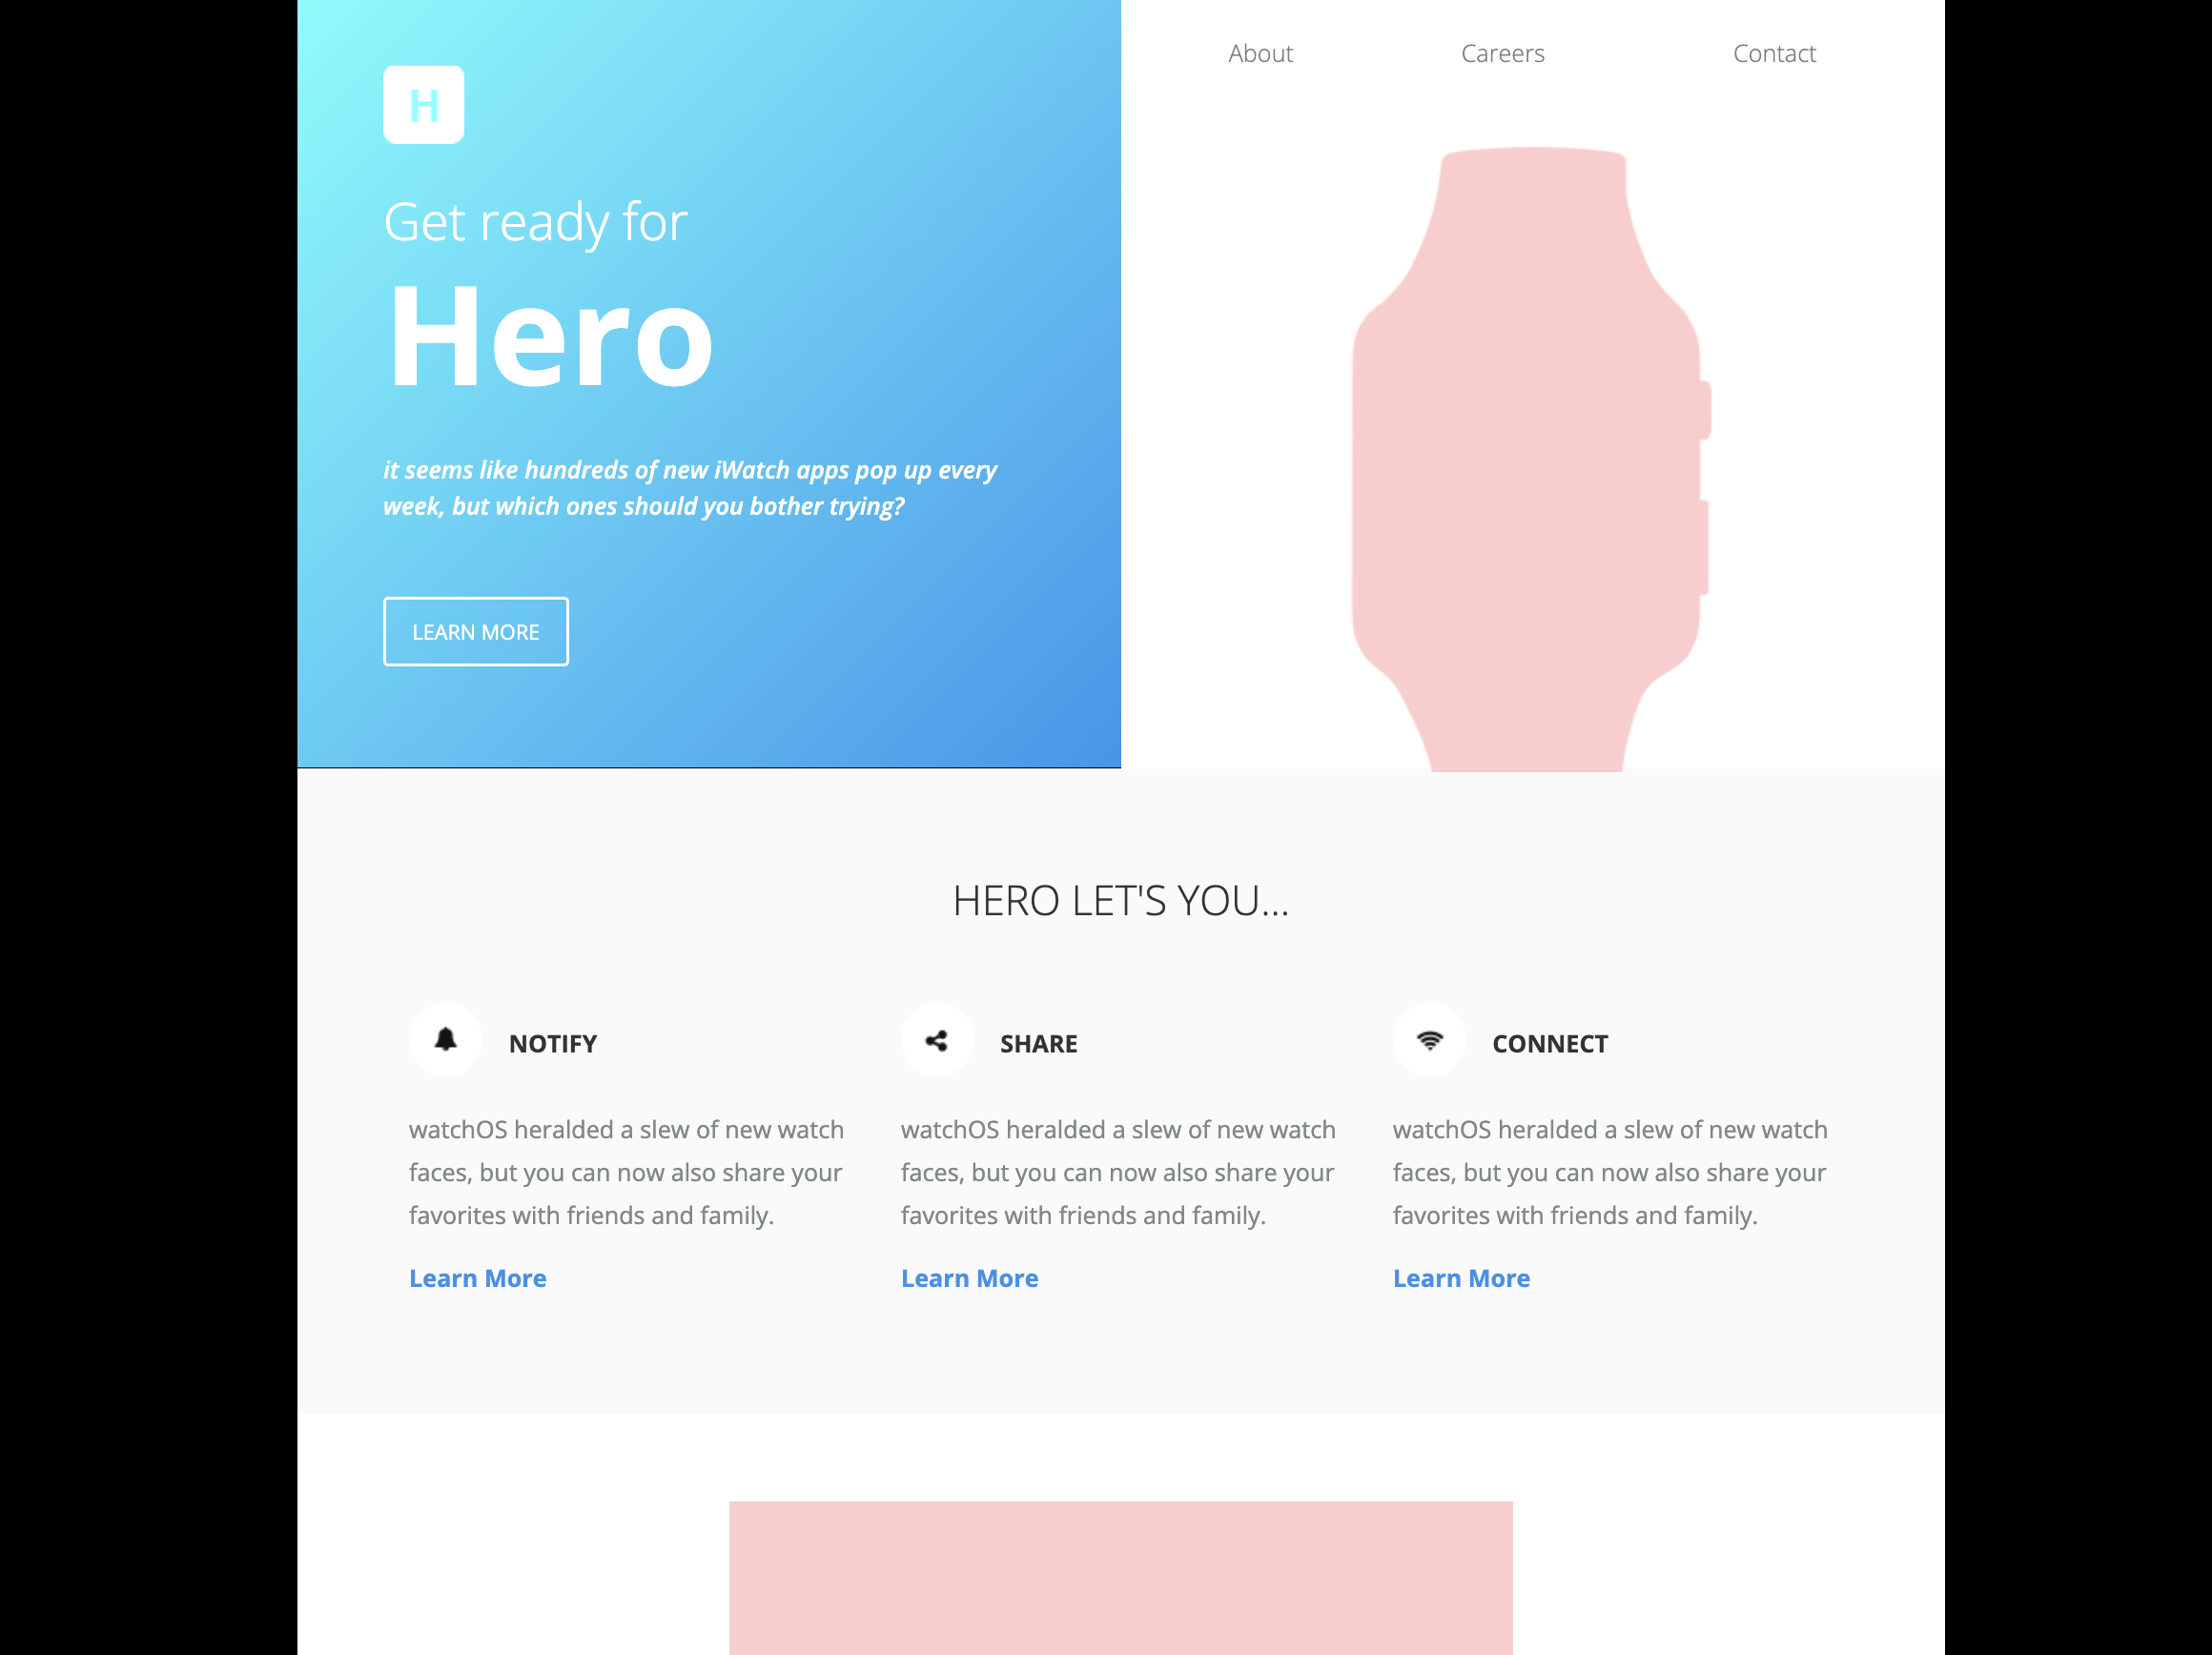 H
About
Careers
Contact
Get ready for
Hero
it seems like hundreds of new iWatch apps pop up every
week, but which ones should you bother trying?
LEARN MORE
HERO LET'S YOU...
NOTIFY
watchOS heralded a slew of new watch
faces, but you can now also share your
favorites with friends and family.
Learn More
SHARE
watchOS heralded a slew of new watch
faces, but you can now also share your
favorites with friends and family.
Learn More
CONNECT
watchOS heralded a slew of new watch
faces, but you can now also share your
favorites with friends and family.
Learn More